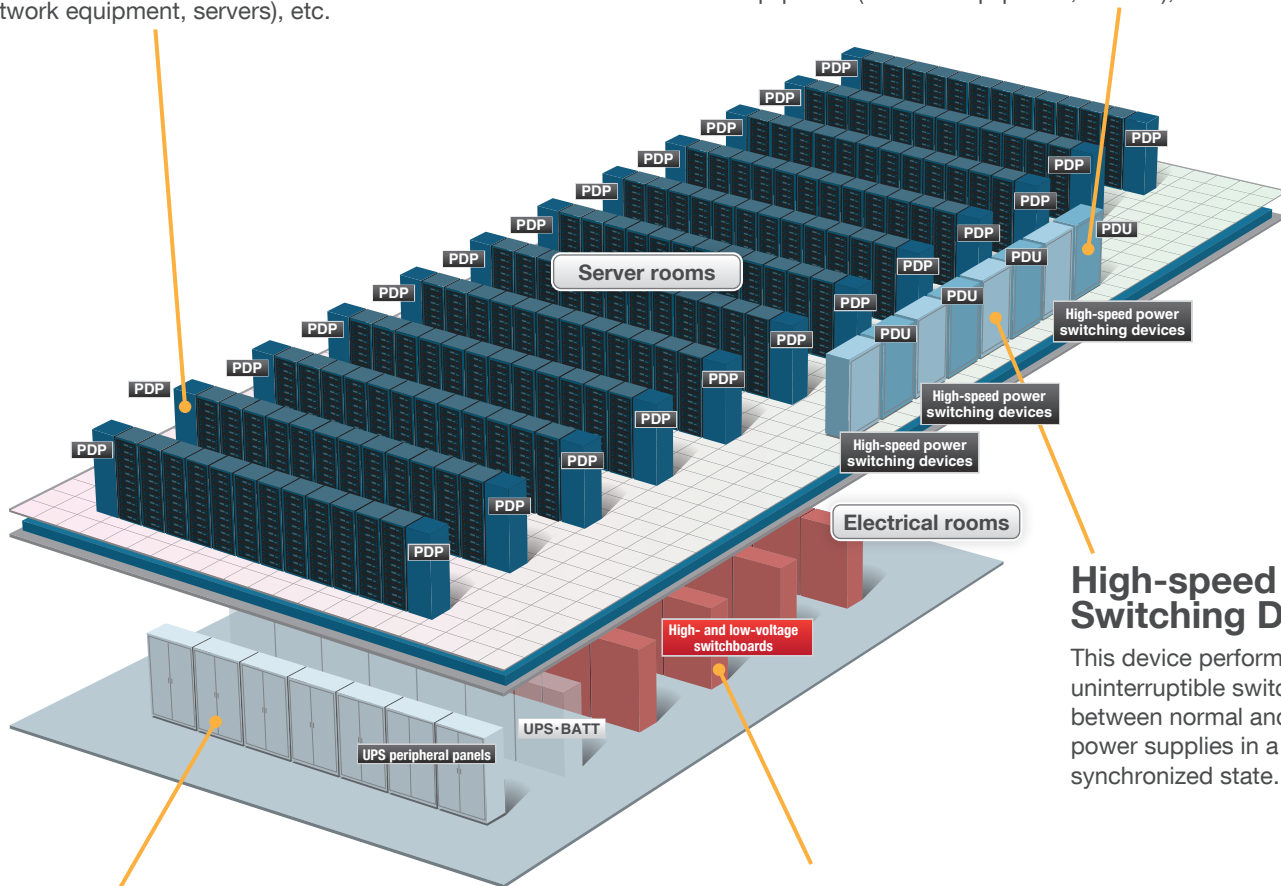 twork equipment, servers), etc.
PDP
PDP
PDP
PDP
PDP
PDP
PDP
PDP
PDP
PDU
PDP
PDP
PDU
PDP
Server rooms
PDP
PDP
PDU
PDP
High-speed power
switching devices
PDP
PDU
PDP
PDP
PDP
PDP
High-speed power
switching devices
PDP
High-speed power
switching devices
PDP
PDP
PDP
Electrical rooms
PDP
High-speed
Switching D
This device perform
uninterruptible switc
between normal and
power supplies in a
synchronized state.
High- and low-voltage
switchboards
UPS·BATT
UPS peripheral panels